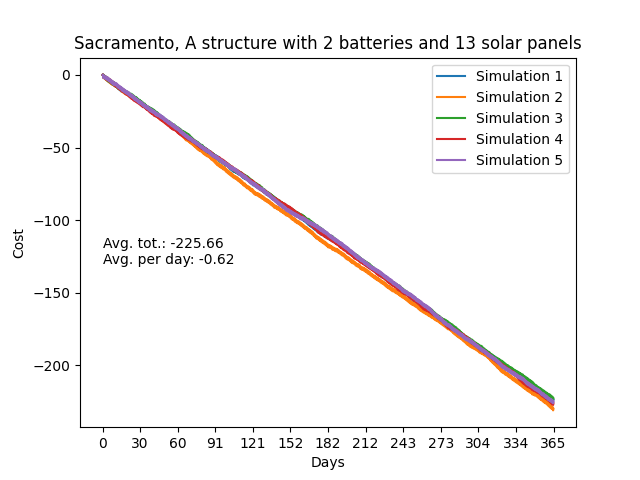 Sacramento, A structure with 2 batteries and 13 solar panels
Simulation 1
Simulation 2
Simulation 3
Simulation 4
Simulation 5
0
−50
−100
−150
−200
Cost
Avg. tot.: -225.66
Avg. per day: -0.62
0 30 60 91 121 152 182 212 243 273 304 334 365
Days